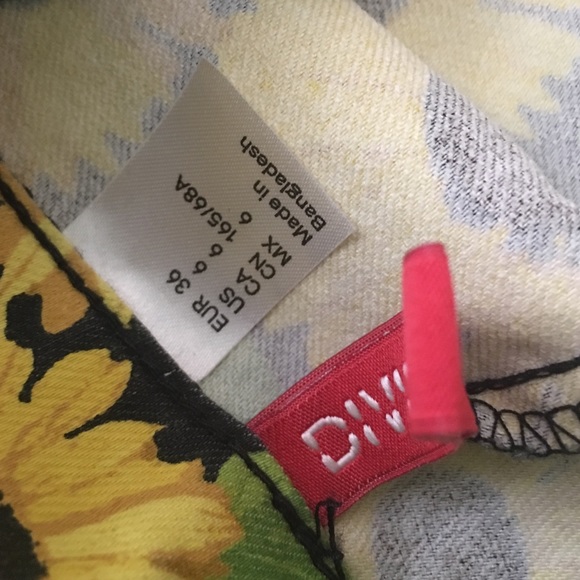 EUR 36
US 6
CA 6
CN 165/68A
MX 6
Made in
Bangladesh
DIVI